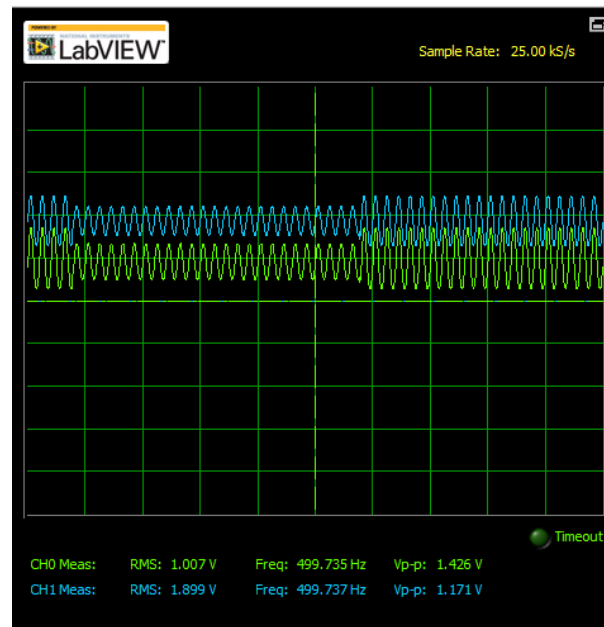 POWERED BY
NATIONAL INSTRUMENTS
LabVIEW™
Sample Rate: 25.00 kS/s
Timeout
CH0 Meas: RMS: 1.007 V Freq: 499.735 Hz Vp-p: 1.426 V
CH1 Meas: RMS: 1.899 V Freq: 499.737 Hz Vp-p: 1.171 V